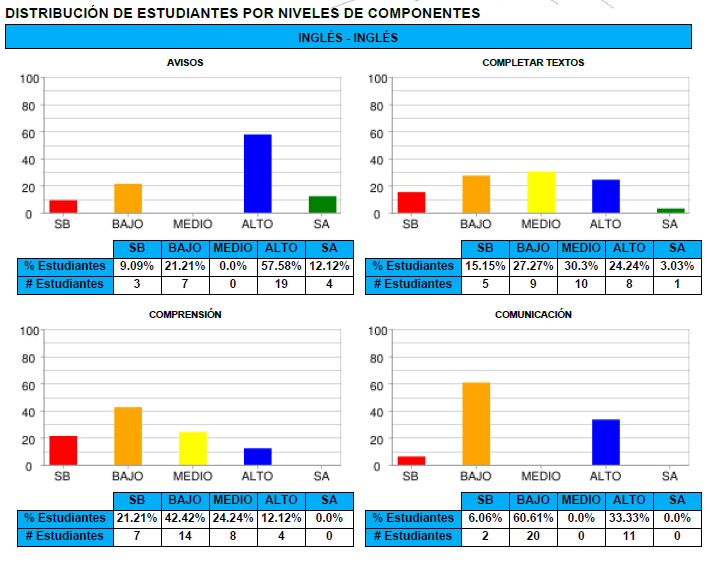 DISTRIBUCIÓN DE ESTUDIANTES POR NIVELES DE COMPONENTES
INGLÉS - INGLÉS
AVISOS
100
80
60
40
20
0
SB BAJO MEDIO ALTO SA
SB BAJO MEDIO ALTO SA
% Estudiantes 9.09% 21.21% 0.0% 57.58% 12.12%
# Estudiantes 3 7 0 19 4
COMPLETAR TEXTOS
100
80
60
40
20
0
SB BAJO MEDIO ALTO SA
SB BAJO MEDIO ALTO SA
% Estudiantes 15.15% 27.27% 30.3% 24.24% 3.03%
# Estudiantes 5 9 10 8 1
COMPRENSIÓN
100
80
60
40
20
0
SB BAJO MEDIO ALTO SA
SB BAJO MEDIO ALTO SA
% Estudiantes 21.21% 42.42% 24.24% 12.12% 0.0%
# Estudiantes 7 14 8 4 0
COMUNICACIÓN
100
80
60
40
20
0
SB BAJO MEDIO ALTO SA
SB BAJO MEDIO ALTO SA
% Estudiantes 6.06% 60.61% 0.0% 33.33% 0.0%
# Estudiantes 2 20 0 11 0